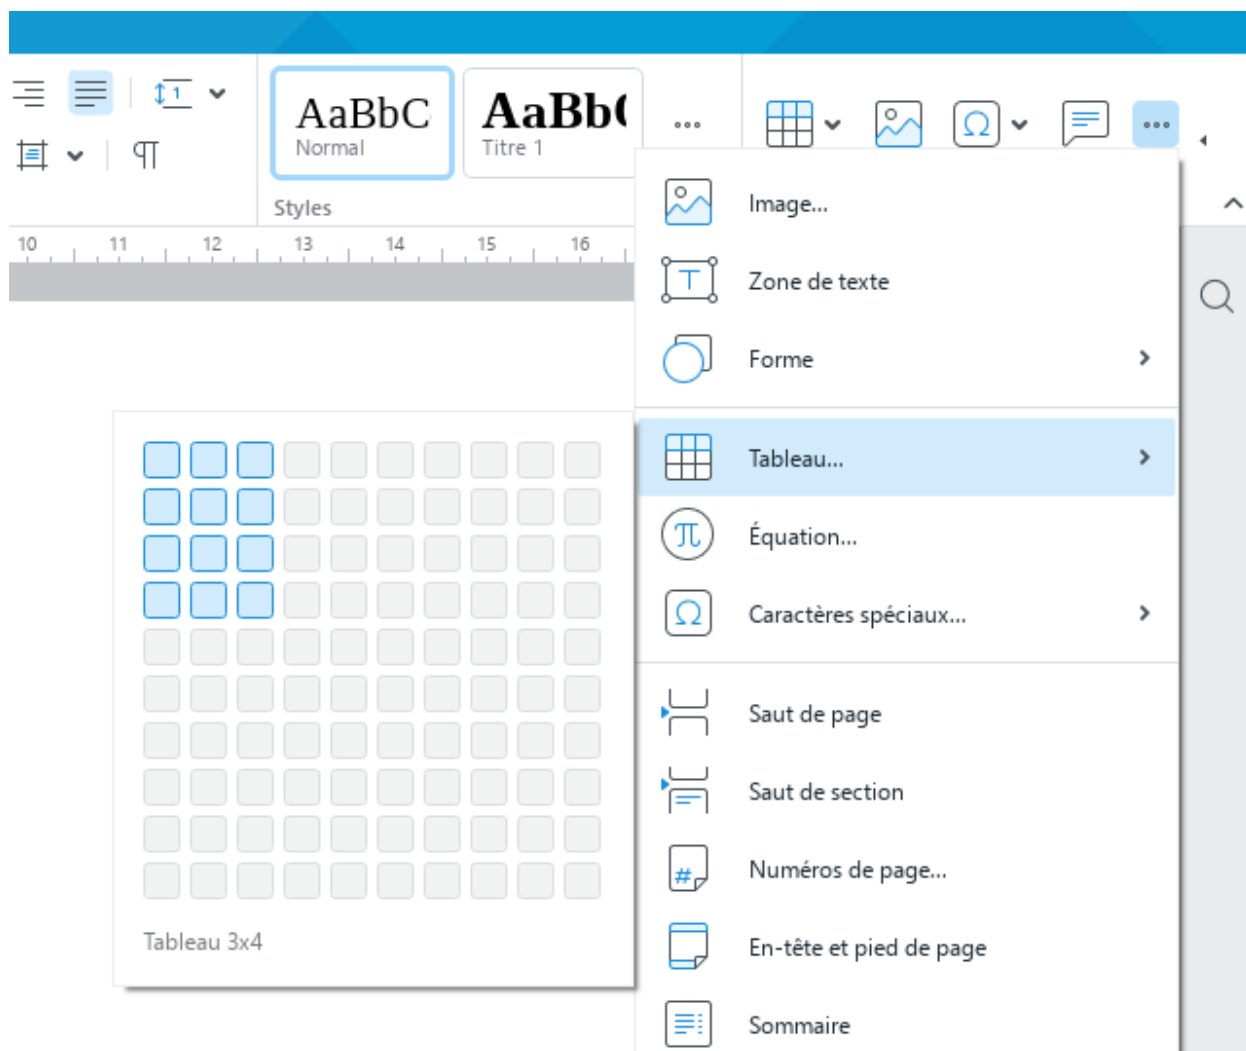 1
AaBbC
Normal
AaBb
Titre 1
Styles
10 11 12 13 14 15 16
Image...
Zone de texte
Forme
Tableau...
Équation...
Caractères spéciaux...
Saut de page
Saut de section
Numéros de page...
En-tête et pied de page
Sommaire
Tableau 3x4